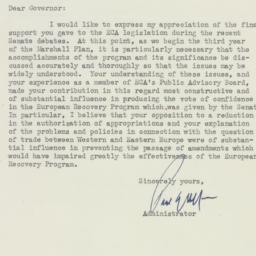 Dear Governor:
I would like to express my appreciation of the fine
support you gave to the ECA legislation during the recent
Senate debates. At this point, as we begin the third year
of the Marshall Plan, it is particularly necessary that the
accomplishments of the program and its significance be dis-
cussed accurately and thoroughly so that the issues may be
widely understood. Your understanding of these issues, and
your experience as a member of ECA's Public Advisory Board,
made your contribution in this regard most constructive and
of substantial influence in producing the vote of confidence
in the European Recovery Program which was given by the Senate
In particular, I believe that your opposition to a reduction
in the authorization of appropriations and your explanation
of the problems and policies in connection with the question
of trade between Western and Eastern Europe were of substan-
tial influence in preventing the passage of amendments which
would have impaired greatly the effectiveness of the European
Recovery Program.
Sincerely yours,
Administrator